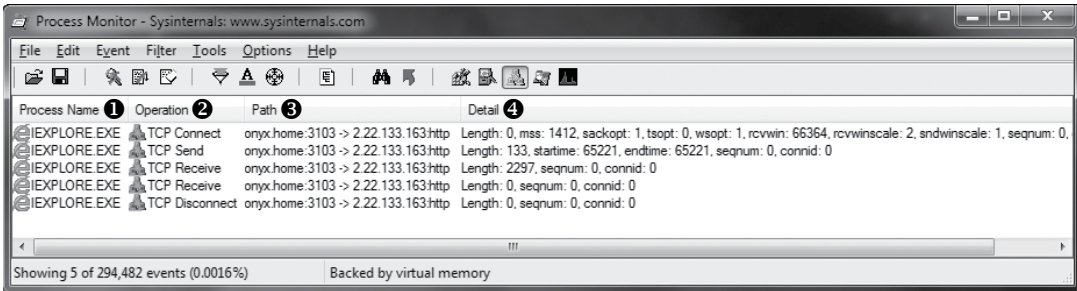 Process Monitor - Sysinternals: www.sysinternals.com
File Edit Event Filter Tools Options Help
Process Name ❶ Operation ❷ Path ❸ Detail ❹
IEXPLORE.EXE TCP Connect onyx.home:3103 -> 2.22.133.163:http Length: 0, mss: 1412, sackopt: 1, tsopt: 0, wsopt: 1, rcvwin: 66364, rcvwinscale: 2, sndwinscale: 1, seqnum: 0,
IEXPLORE.EXE TCP Send onyx.home:3103 -> 2.22.133.163:http Length: 133, startime: 65221, endtime: 65221, seqnum: 0, connid: 0
IEXPLORE.EXE TCP Receive onyx.home:3103 -> 2.22.133.163:http Length: 2297, seqnum: 0, connid: 0
IEXPLORE.EXE TCP Receive onyx.home:3103 -> 2.22.133.163:http Length: 0, seqnum: 0, connid: 0
IEXPLORE.EXE TCP Disconnect onyx.home:3103 -> 2.22.133.163:http Length: 0, seqnum: 0, connid: 0
Showing 5 of 294,482 events (0.0016%) Backed by virtual memory